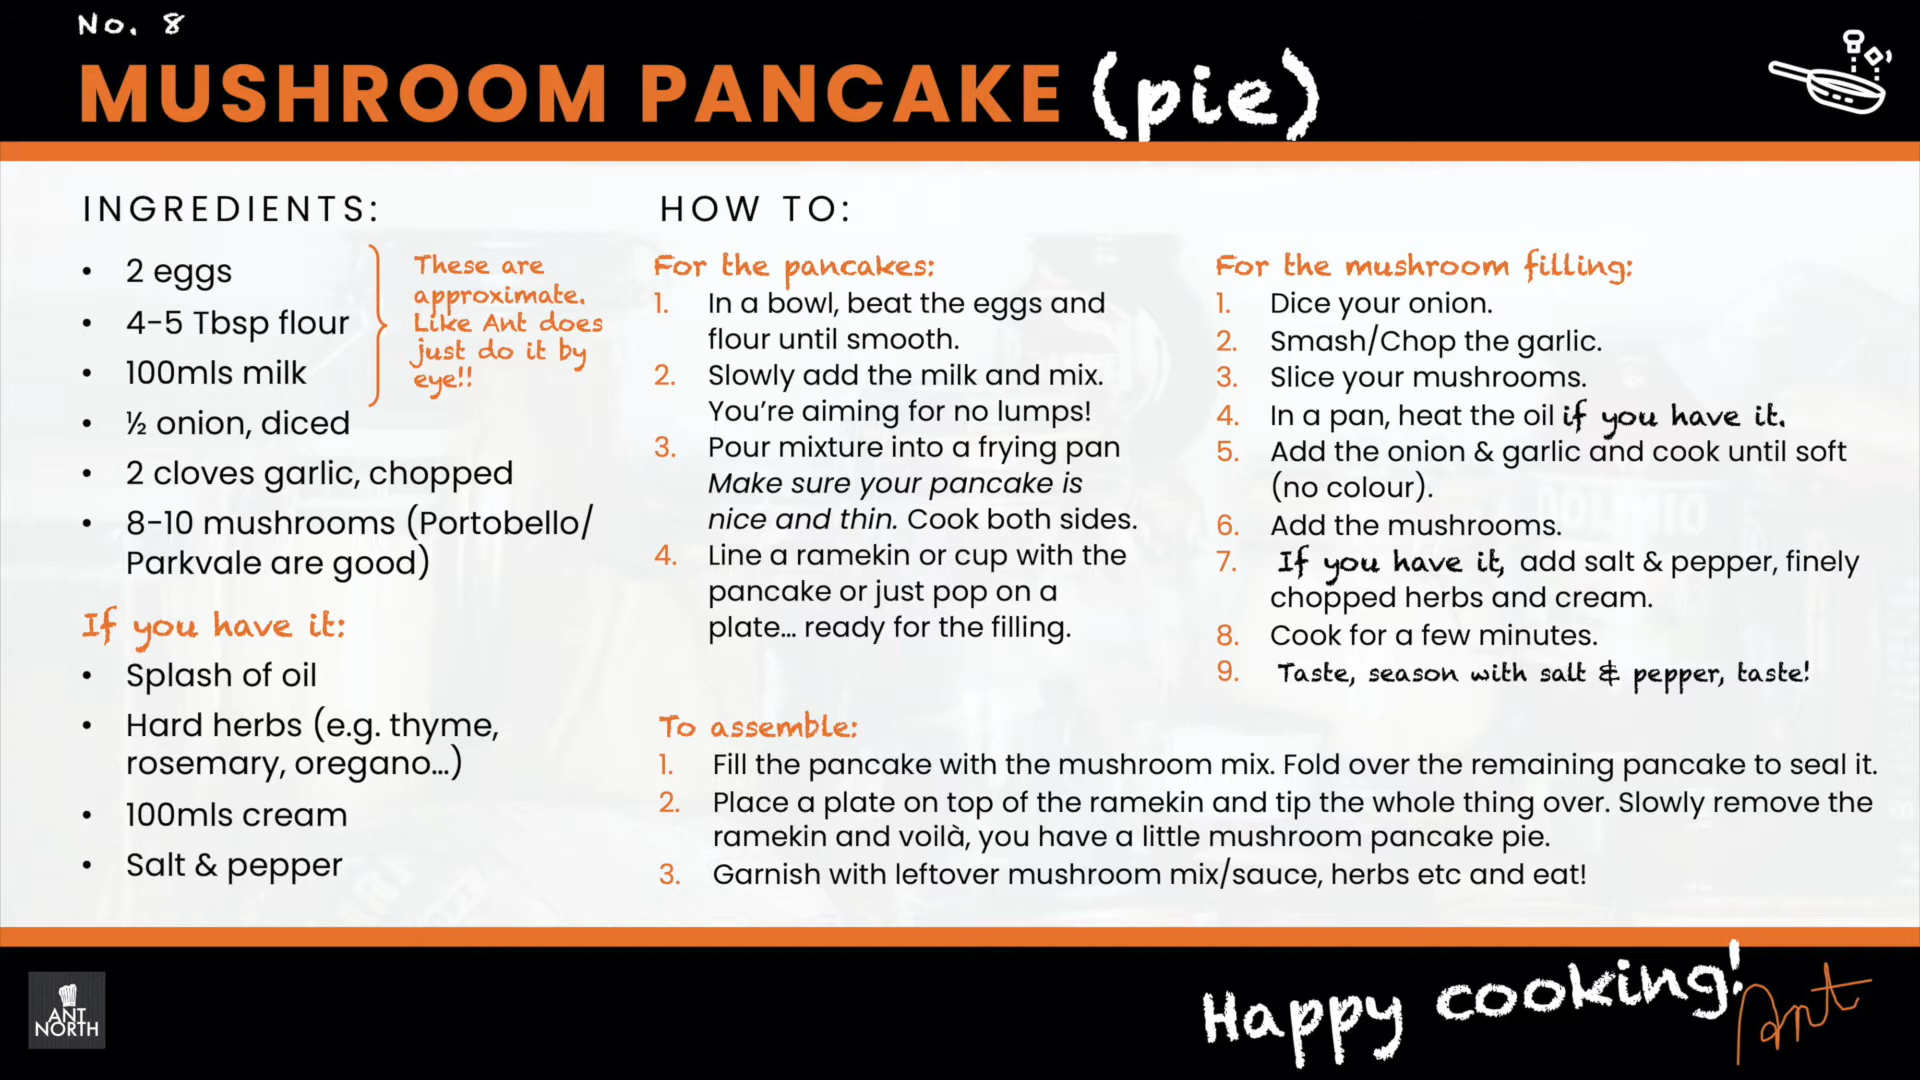 No. 8
MUSHROOM PANCAKE (pie)
INGREDIENTS:
• 2 eggs
• 4-5 Tbsp flour
• 100mls milk
These are
approximate.
Like Ant does
just do it by
eye!!
• ½ onion, diced
• 2 cloves garlic, chopped
• 8-10 mushrooms (Portobello/
Parkvale are good)
If you have it:
• Splash of oil
• Hard herbs (e.g. thyme,
rosemary, oregano...)
• 100mls cream
• Salt & pepper
HOW TO:
For the pancakes:
1. In a bowl, beat the eggs and
flour until smooth.
2. Slowly add the milk and mix.
You're aiming for no lumps!
3. Pour mixture into a frying pan
Make sure your pancake is
nice and thin. Cook both sides.
4. Line a ramekin or cup with the
pancake or just pop on a
plate... ready for the filling.
For the mushroom filling:
1. Dice your onion.
2. Smash/Chop the garlic.
3. Slice your mushrooms.
4. In a pan, heat the oil if you have it.
5. Add the onion & garlic and cook until soft
(no colour).
6. Add the mushrooms.
7. If you have it, add salt & pepper, finely
chopped herbs and cream.
8. Cook for a few minutes.
9. Taste, season with salt & pepper, taste!
To assemble:
1. Fill the pancake with the mushroom mix. Fold over the remaining pancake to seal it.
2. Place a plate on top of the ramekin and tip the whole thing over. Slowly remove the
ramekin and voilà, you have a little mushroom pancake pie.
3. Garnish with leftover mushroom mix/sauce, herbs etc and eat!
ANT
NORTH
Happy cooking!
Ant